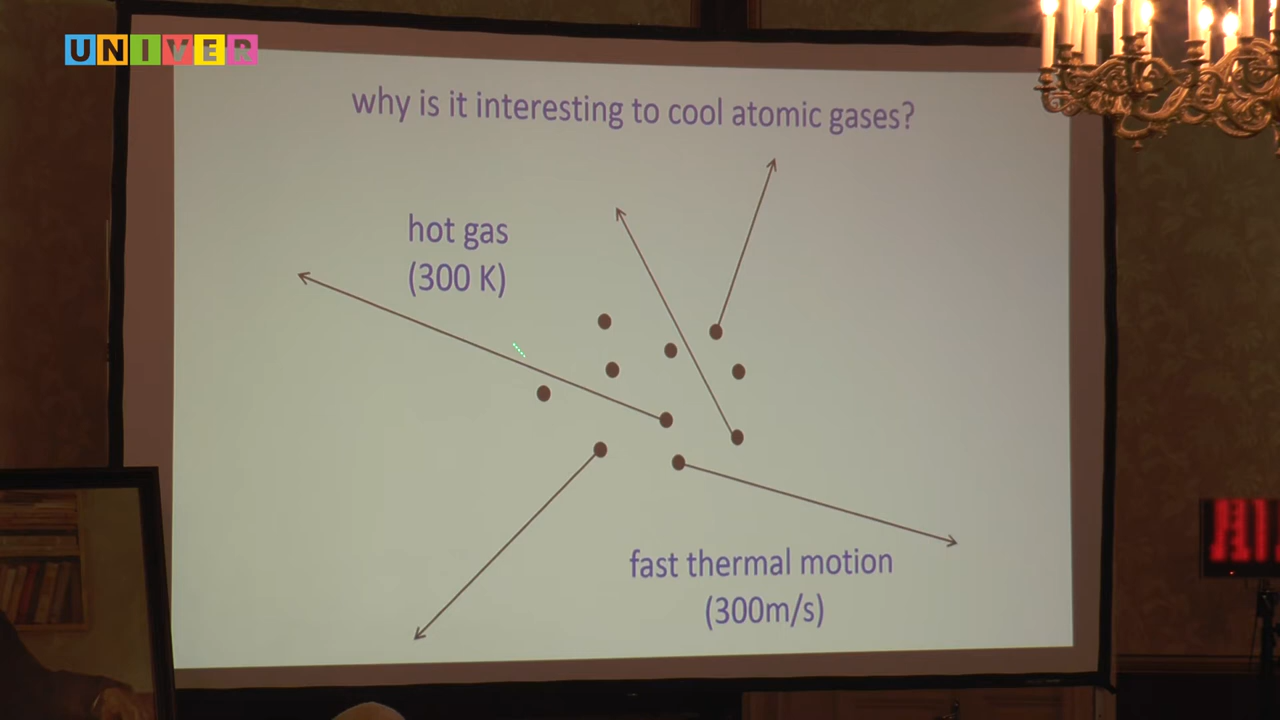 UNIVER
why is it interesting to cool atomic gases?
hot gas
(300 K)
fast thermal motion
(300m/s)